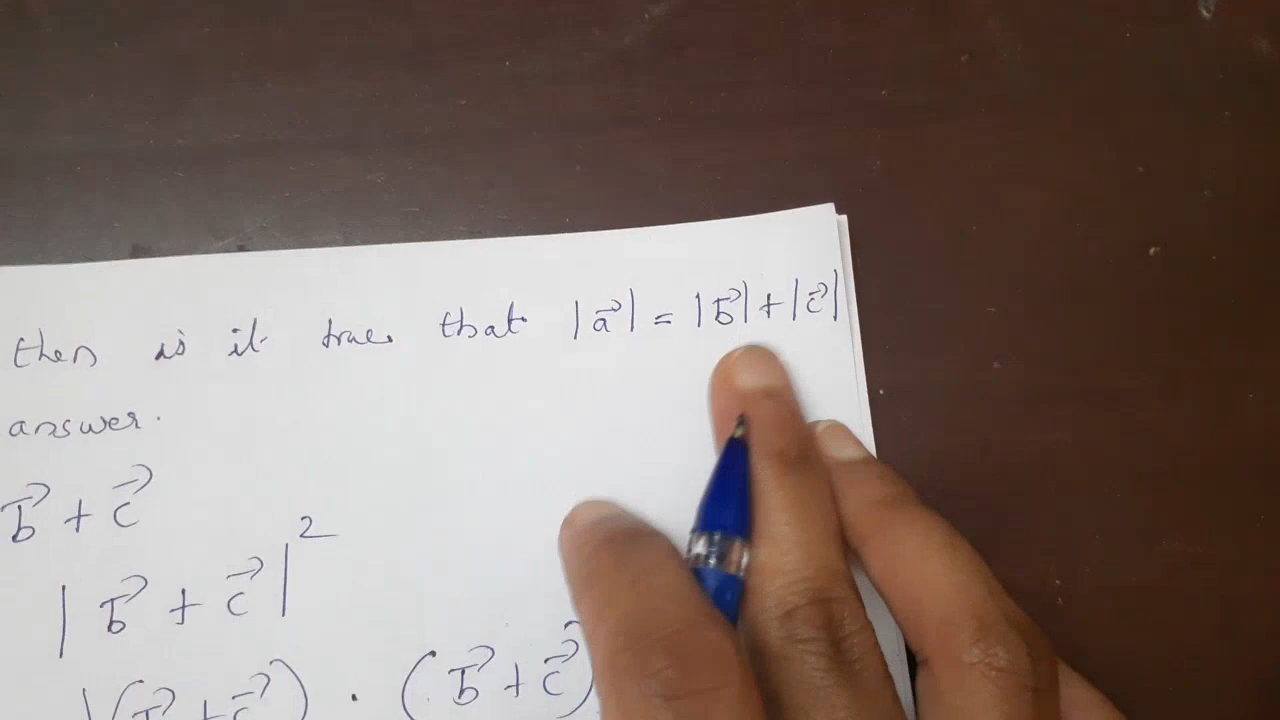 then is it true that |a⃗| = |b⃗| + |c⃗|
answer.
b⃗ + c⃗
| b⃗ + c⃗ |²
(b⃗ + c⃗) · (b⃗ + c⃗)